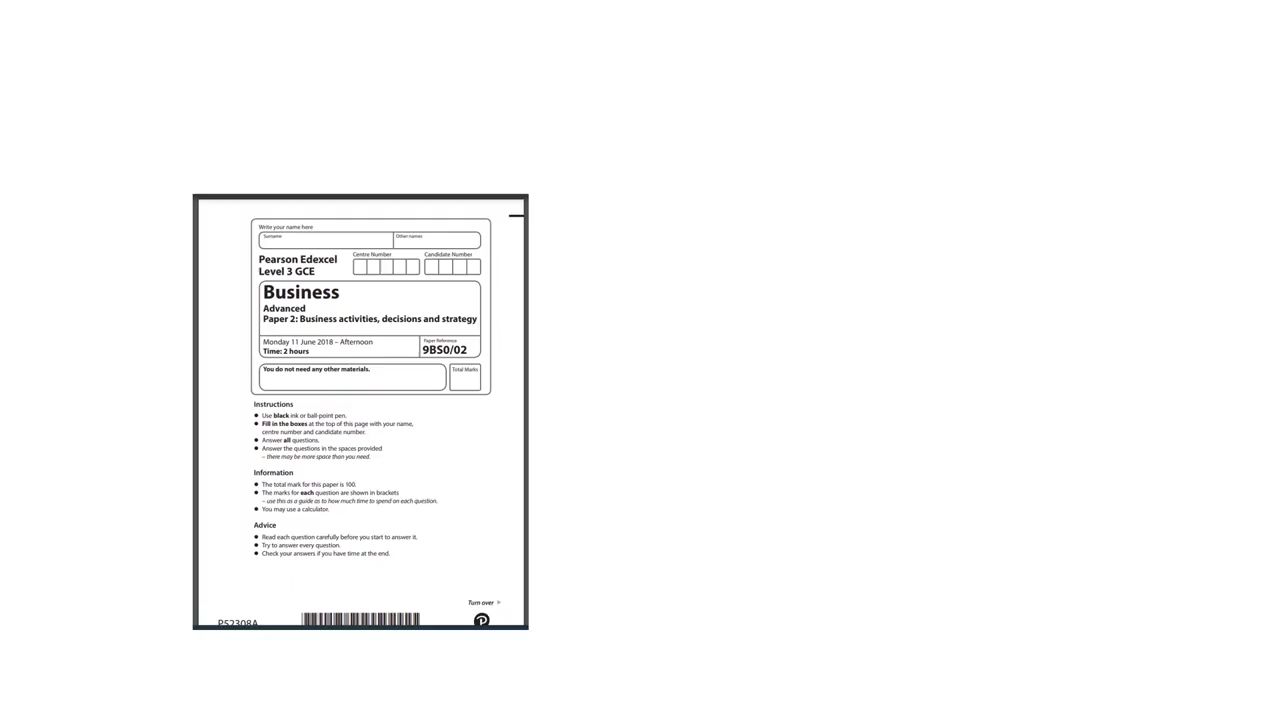 Write your name here
Surname
Other names
Pearson Edexcel
Level 3 GCE
Centre Number
Candidate Number
Business
Advanced
Paper 2: Business activities, decisions and strategy
Monday 11 June 2018 – Afternoon
Time: 2 hours
Paper Reference
9BS0/02
You do not need any other materials.
Total Marks
Instructions
● Use black ink or ball-point pen.
● Fill in the boxes at the top of this page with your name,
centre number and candidate number.
● Answer all questions.
● Answer the questions in the spaces provided
– there may be more space than you need.
Information
● The total mark for this paper is 100.
● The marks for each question are shown in brackets
– use this as a guide as to how much time to spend on each question.
● You may use a calculator.
Advice
● Read each question carefully before you start to answer it.
● Try to answer every question.
● Check your answers if you have time at the end.
Turn over
P52308A